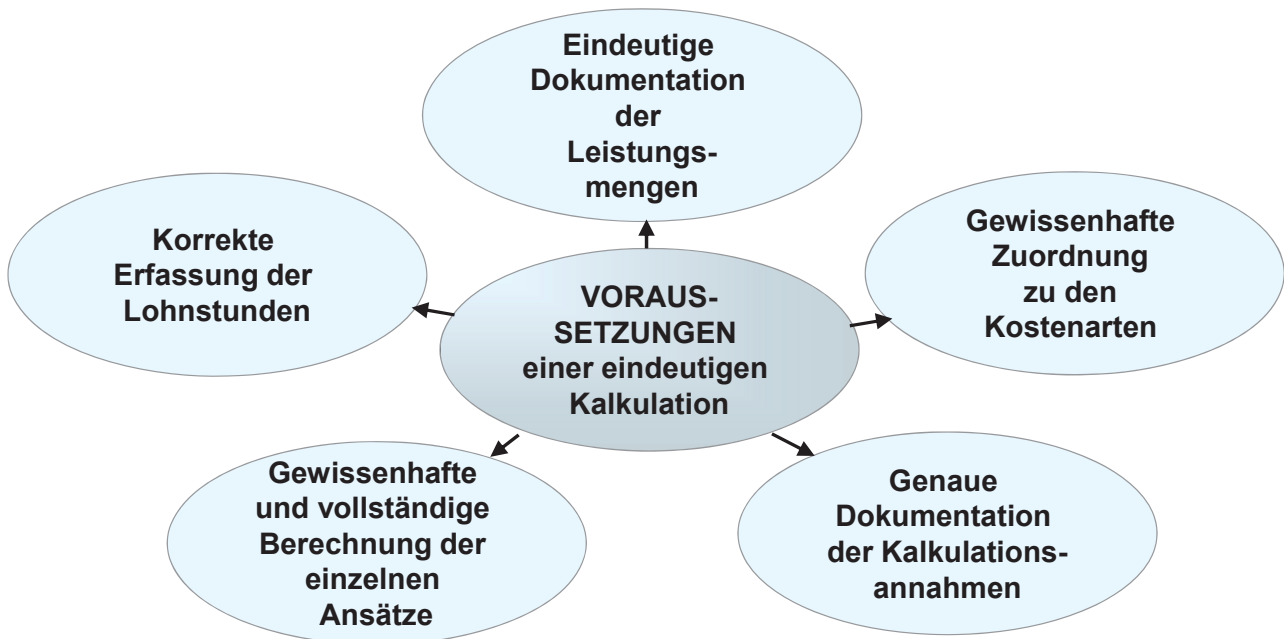 Eindeutige
Dokumentation
der
Leistungs-
mengen
Korrekte
Erfassung der
Lohnstunden
Gewissenhafte
Zuordnung
zu den
Kostenarten
VORAUS-
SETZUNGEN
einer eindeutigen
Kalkulation
Gewissenhafte
und vollständige
Berechnung der
einzelnen
Ansätze
Genaue
Dokumentation
der Kalkulations-
annahmen